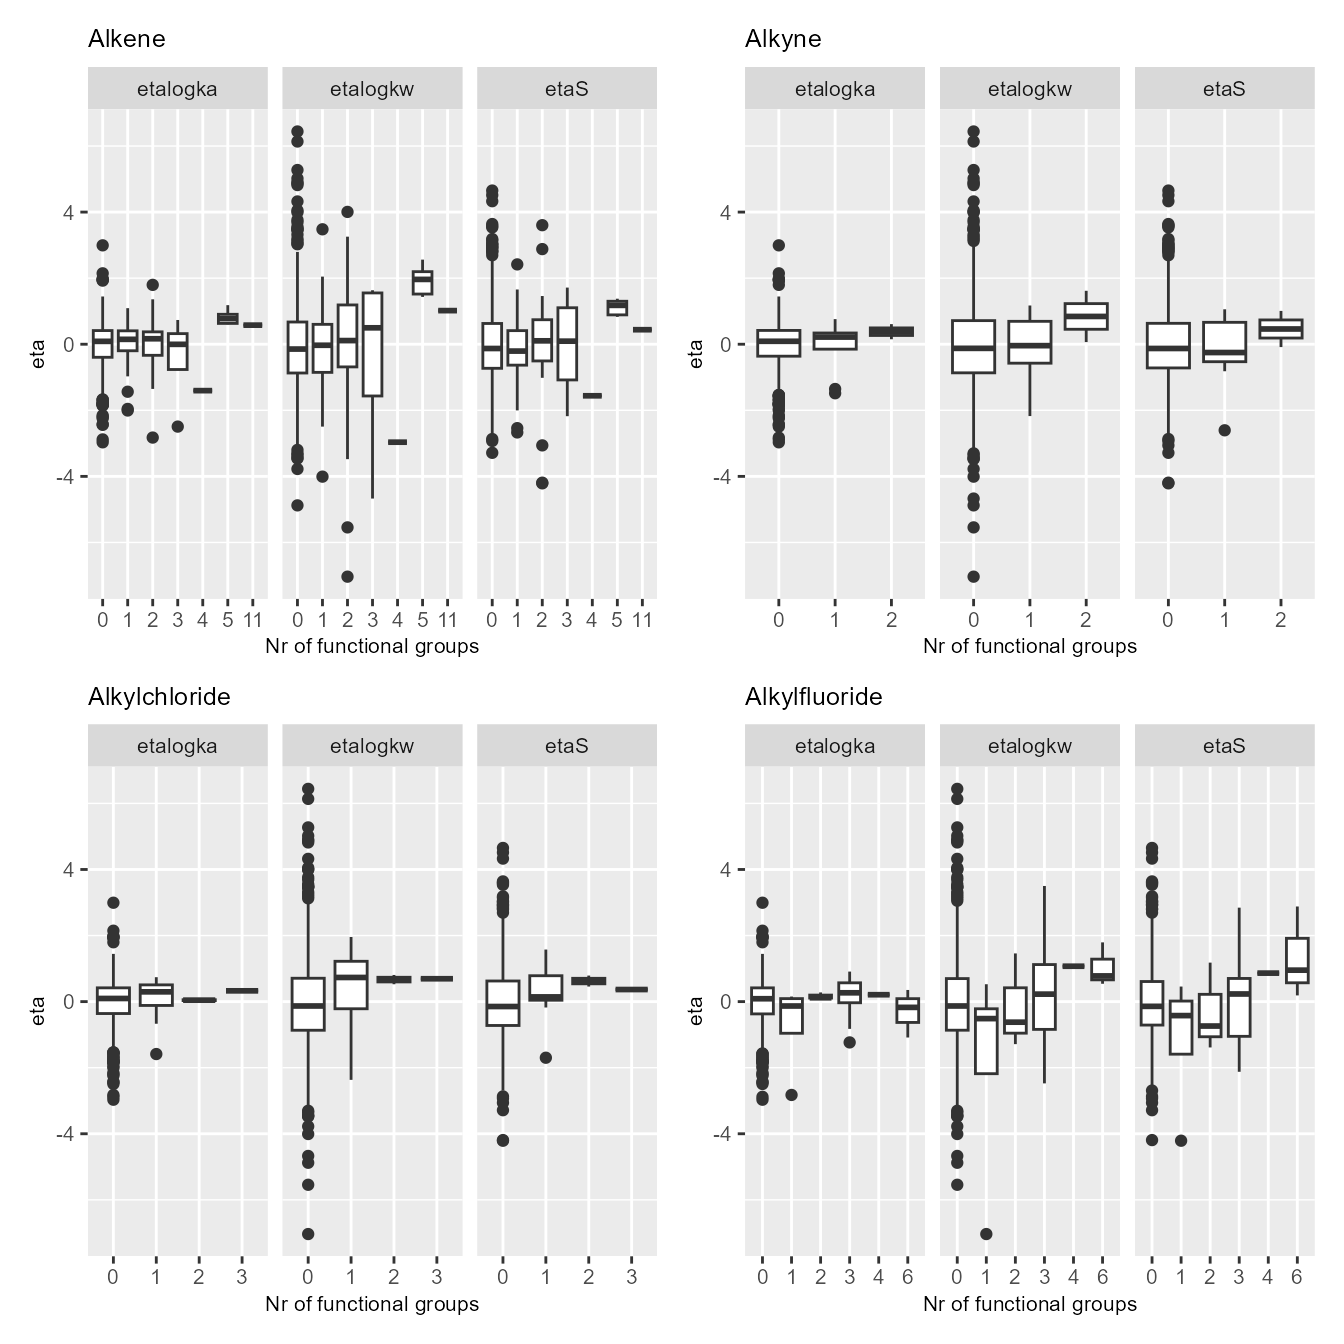 Alkene
etalogka etalogkw etaS
eta
4
0
-4
0 1 2 3 4 5 11 0 1 2 3 4 5 11 0 1 2 3 4 5 11
Nr of functional groups
Alkyne
etalogka etalogkw etaS
eta
4
0
-4
0 1 2 0 1 2 0 1 2
Nr of functional groups
Alkylchloride
etalogka etalogkw etaS
eta
4
0
-4
0 1 2 3 0 1 2 3 0 1 2 3
Nr of functional groups
Alkylfluoride
etalogka etalogkw etaS
eta
4
0
-4
0 1 2 3 4 6 0 1 2 3 4 6 0 1 2 3 4 6
Nr of functional groups